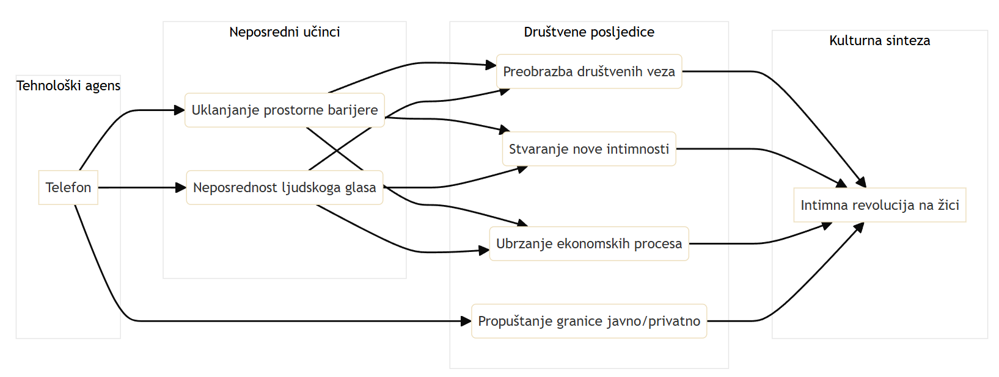 Tehnološki agens
Telefon
Neposredni učinci
Uklanjanje prostorne barijere
Neposrednost ljudskoga glasa
Društvene posljedice
Preobrazba društvenih veza
Stvaranje nove intimnosti
Ubrzanje ekonomskih procesa
Propuštanje granice javno/privatno
Kulturna sinteza
Intimna revolucija na žici